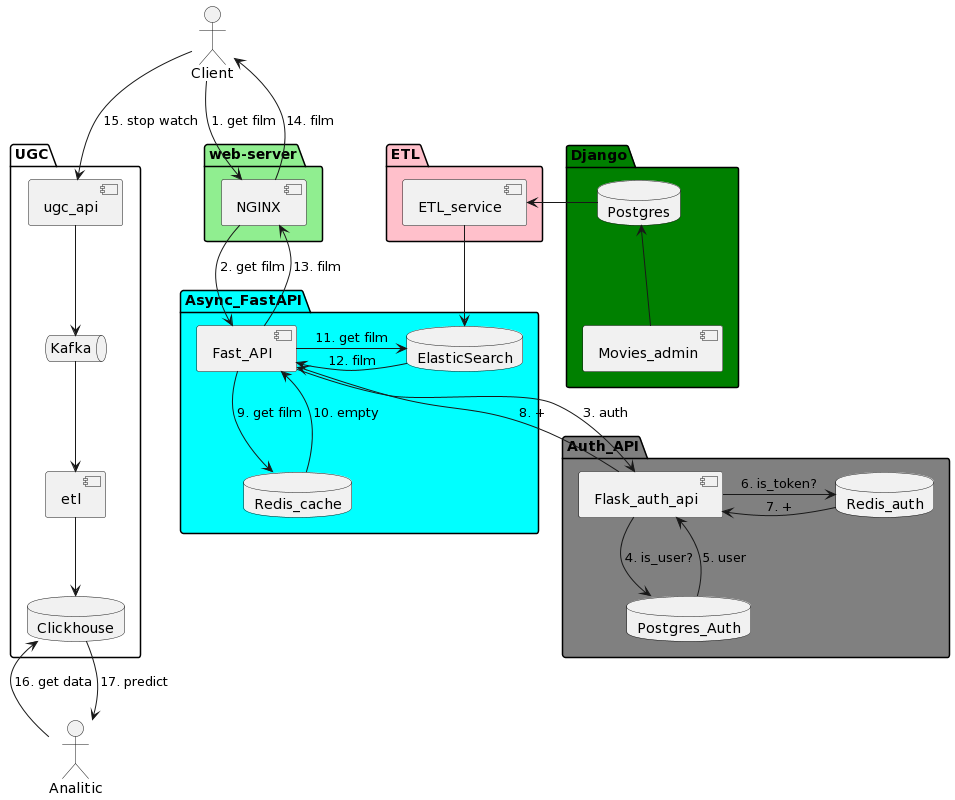 Client
15. stop watch
1. get film
14. film
UGC
web-server
ETL
Django
ugc_api
NGINX
ETL_service
Postgres
2. get film
13. film
Async_FastAPI
Kafka
Fast_API
11. get film
12. film
ElasticSearch
Movies_admin
9. get film
10. empty
8. +
3. auth
Auth_API
etl
Redis_cache
Flask_auth_api
6. is_token?
7. +
Redis_auth
4. is_user?
5. user
Clickhouse
Postgres_Auth
16. get data
17. predict
Analitic